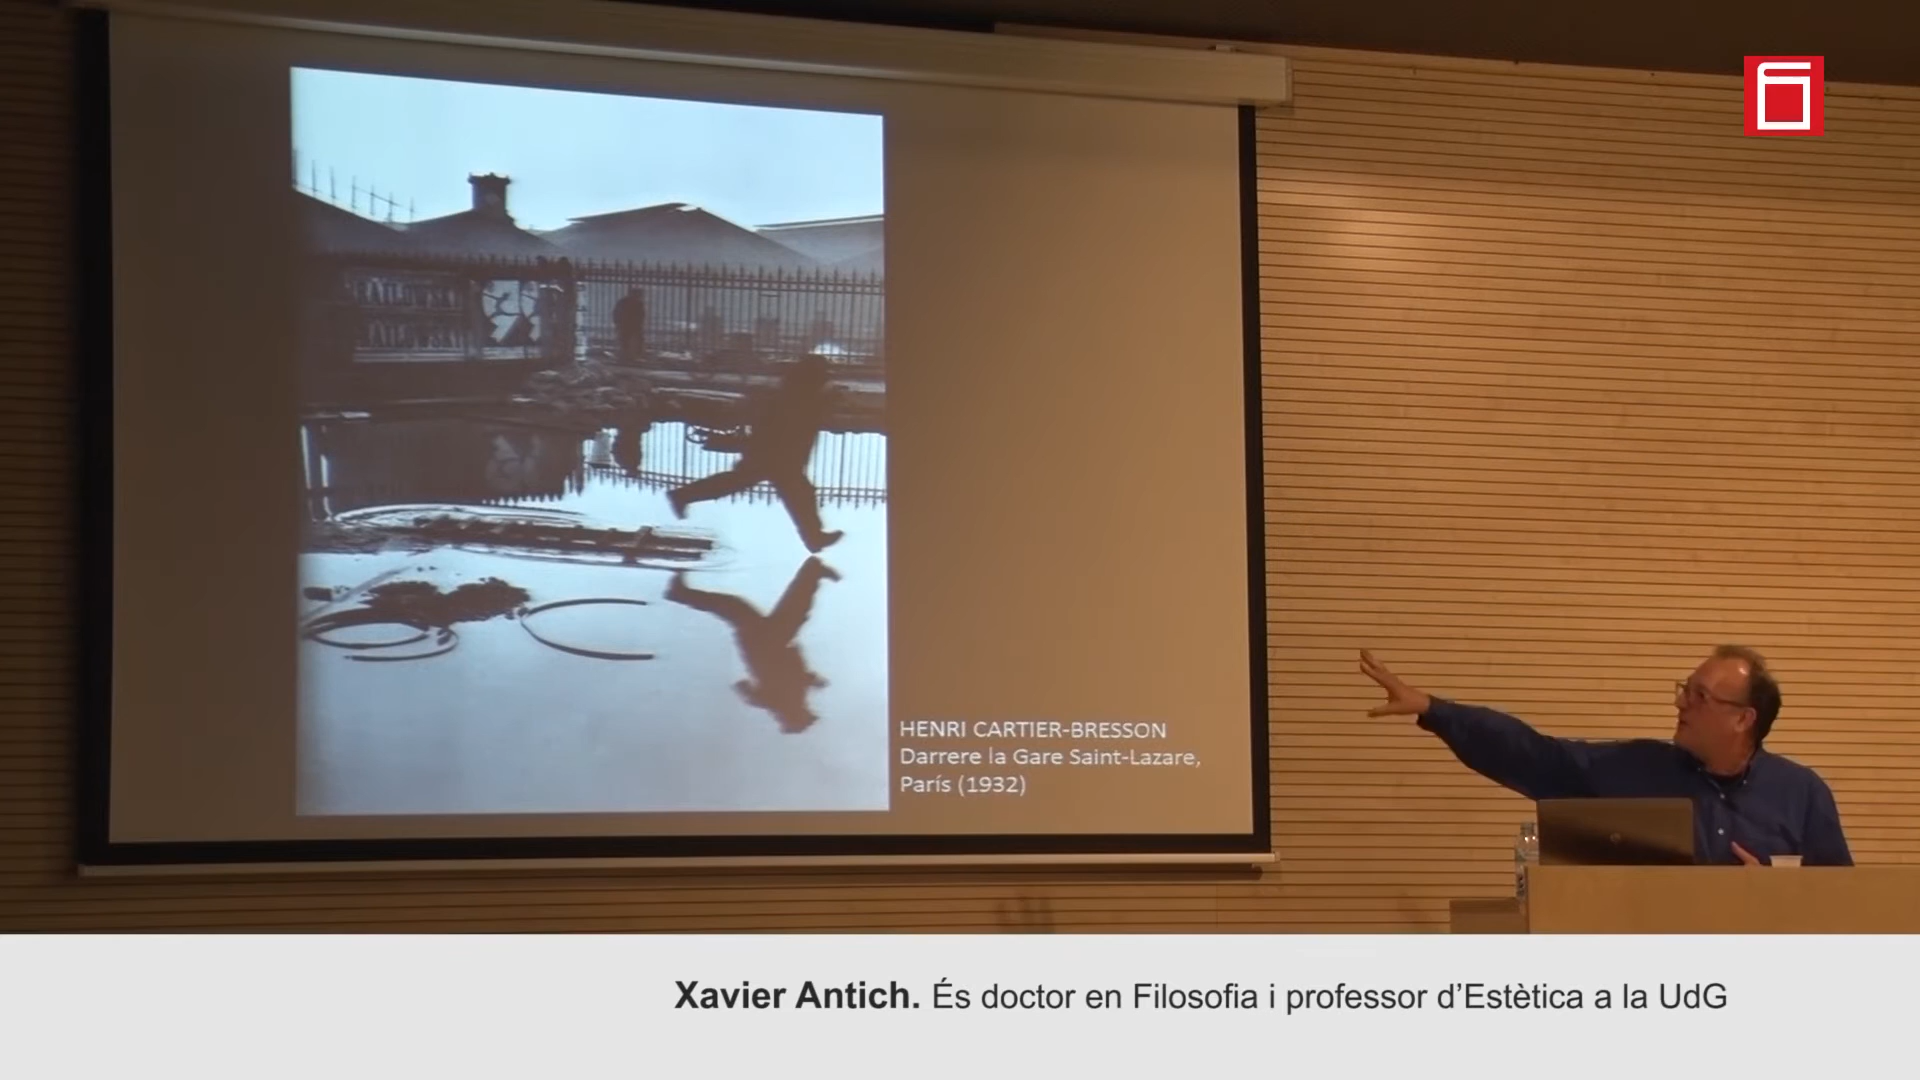 HENRI CARTIER-BRESSON
Darrere la Gare Saint-Lazare,
París (1932)
Xavier Antich. És doctor en Filosofia i professor d’Estètica a la UdG